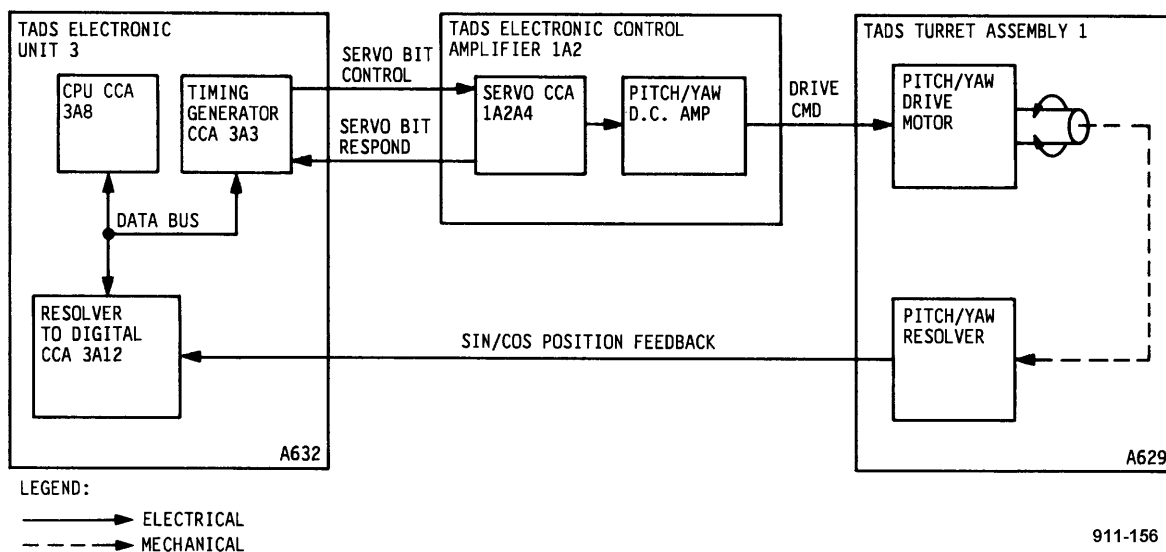 TADS ELECTRONIC
UNIT 3
CPU CCA
3A8
TIMING
GENERATOR
CCA 3A3
DATA BUS
RESOLVER
TO DIGITAL
CCA 3A12
A632
SERVO BIT
CONTROL
SERVO BIT
RESPOND
TADS ELECTRONIC CONTROL
AMPLIFIER 1A2
SERVO CCA
1A2A4
PITCH/YAW
D.C. AMP
DRIVE
CMD
TADS TURRET ASSEMBLY 1
PITCH/YAW
DRIVE
MOTOR
PITCH/YAW
RESOLVER
SIN/COS POSITION FEEDBACK
A629
LEGEND:
ELECTRICAL
MECHANICAL
911-156